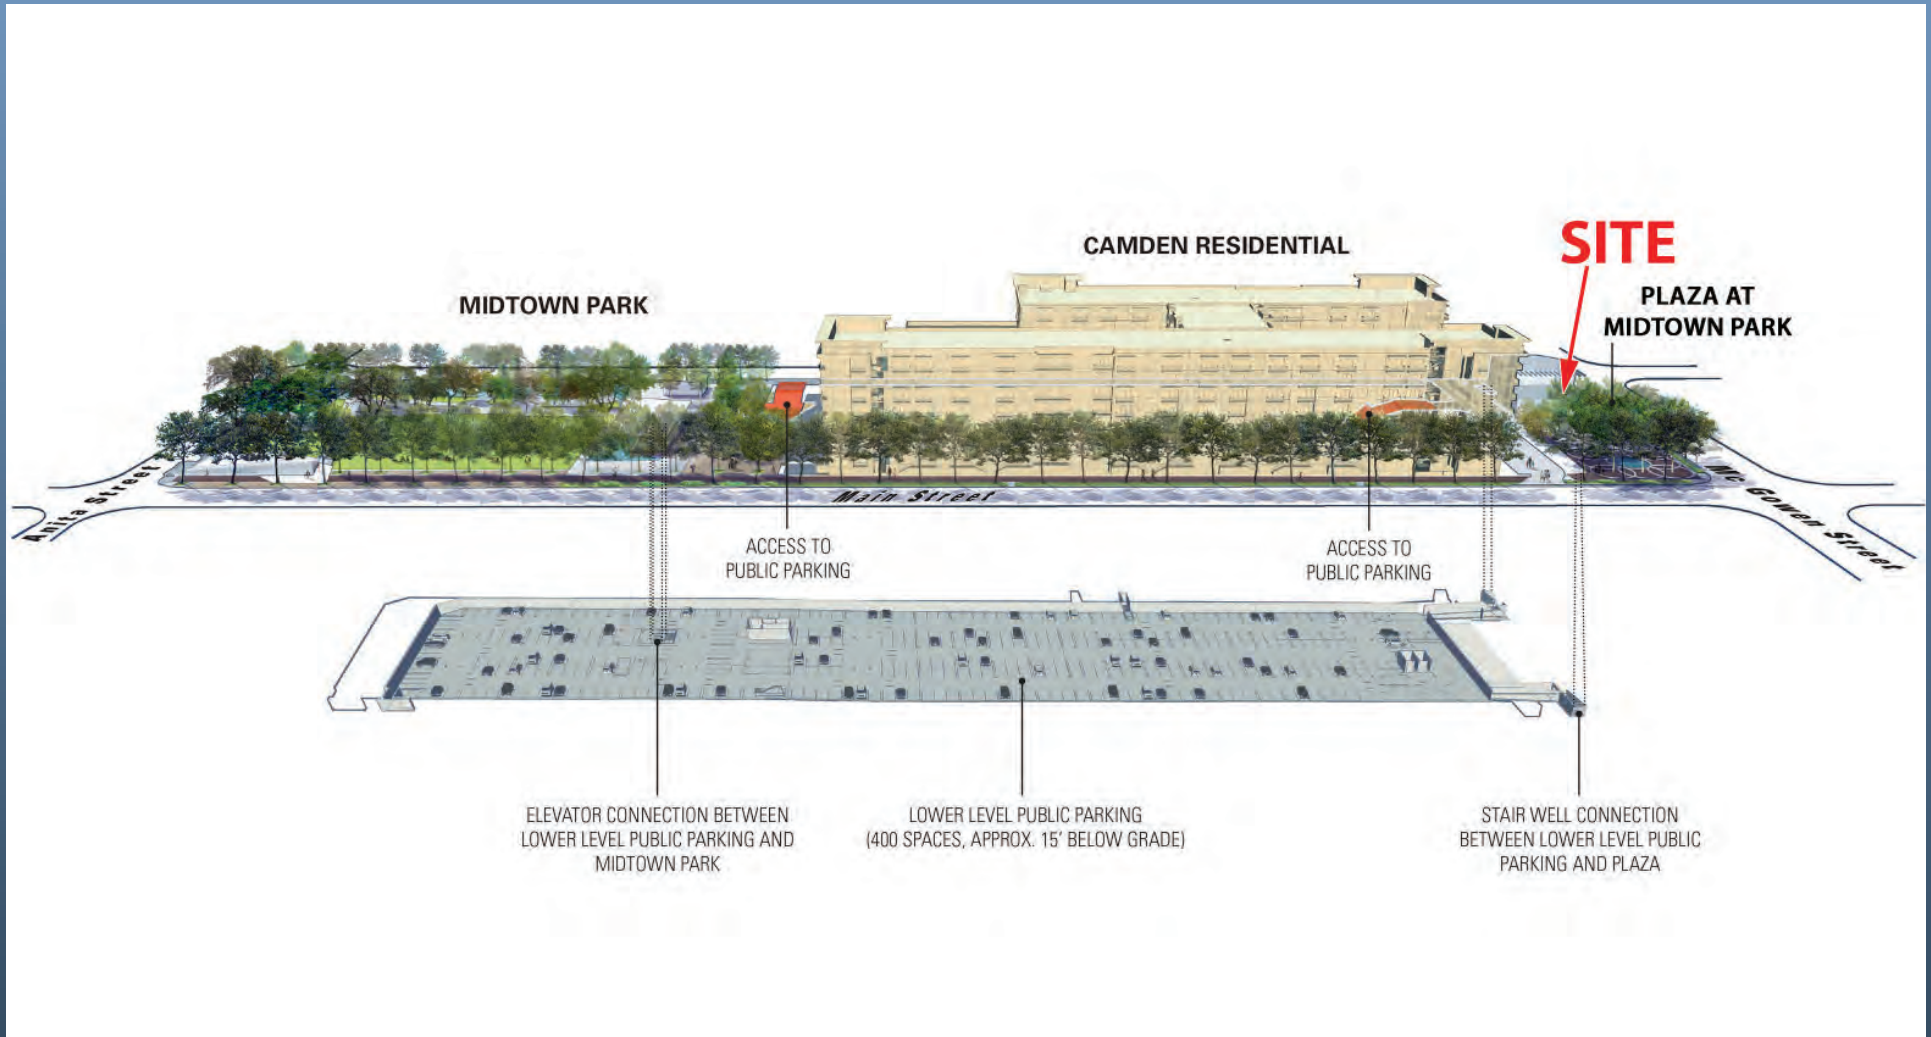 SITE
CAMDEN RESIDENTIAL
PLAZA AT
MIDTOWN PARK
MIDTOWN PARK
Anita Street
Main Street
Mc Gowen Street
ACCESS TO
PUBLIC PARKING
ACCESS TO
PUBLIC PARKING
ELEVATOR CONNECTION BETWEEN
LOWER LEVEL PUBLIC PARKING AND
MIDTOWN PARK
LOWER LEVEL PUBLIC PARKING
(400 SPACES, APPROX. 15' BELOW GRADE)
STAIR WELL CONNECTION
BETWEEN LOWER LEVEL PUBLIC
PARKING AND PLAZA